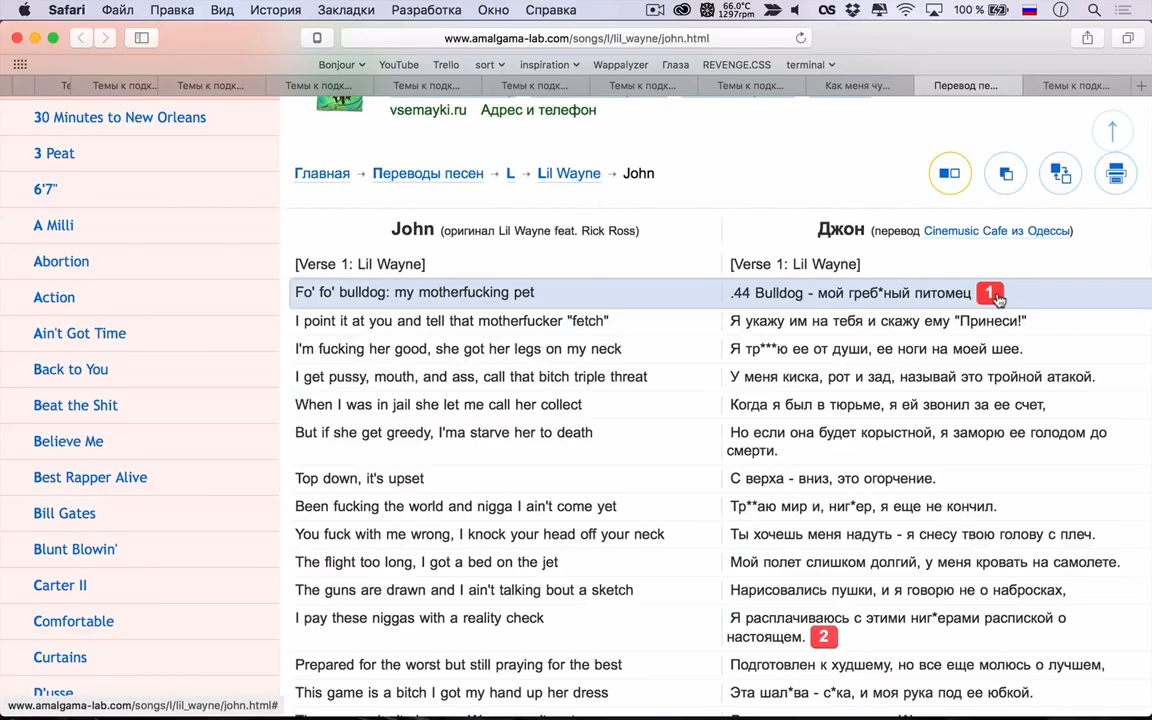 Safari Файл Правка Вид История Закладки Разработка Окно Справка 66.0°C 1297rpm 100 %
www.amalgama-lab.com/songs/l/lil_wayne/john.html
Bonjour YouTube Trello sort inspiration Wappalyzer Глаза REVENGE.CSS terminal
Те Темы к подк... Темы к подк... Темы к подк... Темы к подк... Темы к подк... Темы к подк... Темы к подк... Как меня чу... Перевод пе... Темы к подк...
30 Minutes to New Orleans
3 Peat
6'7"
A Milli
Abortion
Action
Ain't Got Time
Back to You
Beat the Shit
Believe Me
Best Rapper Alive
Bill Gates
Blunt Blowin'
Carter II
Comfortable
Curtains
D'usse
www.amalgama-lab.com/songs/l/lil_wayne/john.html#
vsemayki.ru Адрес и телефон
Главная → Переводы песен → L → Lil Wayne → John
John (оригинал Lil Wayne feat. Rick Ross) Джон (перевод Cinemusic Cafe из Одессы)
[Verse 1: Lil Wayne] [Verse 1: Lil Wayne]
Fo' fo' bulldog: my motherfucking pet .44 Bulldog - мой греб*ный питомец 1
I point it at you and tell that motherfucker "fetch" Я укажу им на тебя и скажу ему "Принеси!"
I'm fucking her good, she got her legs on my neck Я тр***ю ее от души, ее ноги на моей шее.
I get pussy, mouth, and ass, call that bitch triple threat У меня киска, рот и зад, называй это тройной атакой.
When I was in jail she let me call her collect Когда я был в тюрьме, я ей звонил за ее счет,
But if she get greedy, I'ma starve her to death Но если она будет корыстной, я заморю ее голодом до
смерти.
Top down, it's upset С верха - вниз, это огорчение.
Been fucking the world and nigga I ain't come yet Тр**аю мир и, ниг*ер, я еще не кончил.
You fuck with me wrong, I knock your head off your neck Ты хочешь меня надуть - я снесу твою голову с плеч.
The flight too long, I got a bed on the jet Мой полет слишком долгий, у меня кровать на самолете.
The guns are drawn and I ain't talking bout a sketch Нарисовались пушки, и я говорю не о набросках,
I pay these niggas with a reality check Я расплачиваюсь с этими ниг*ерами распиской о
настоящем. 2
Prepared for the worst but still praying for the best Подготовлен к худшему, но все еще молюсь о лучшем,
This game is a bitch I got my hand up her dress Эта шал*ва - с*ка, и моя рука под ее юбкой.